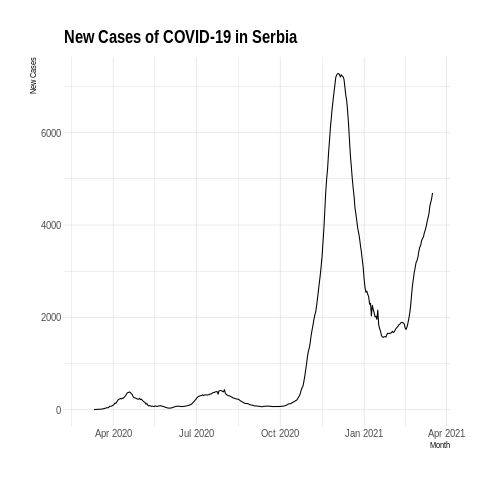 New Cases of COVID-19 in Serbia
New Cases
6000
4000
2000
0
Apr 2020 Jul 2020 Oct 2020 Jan 2021 Apr 2021
Month